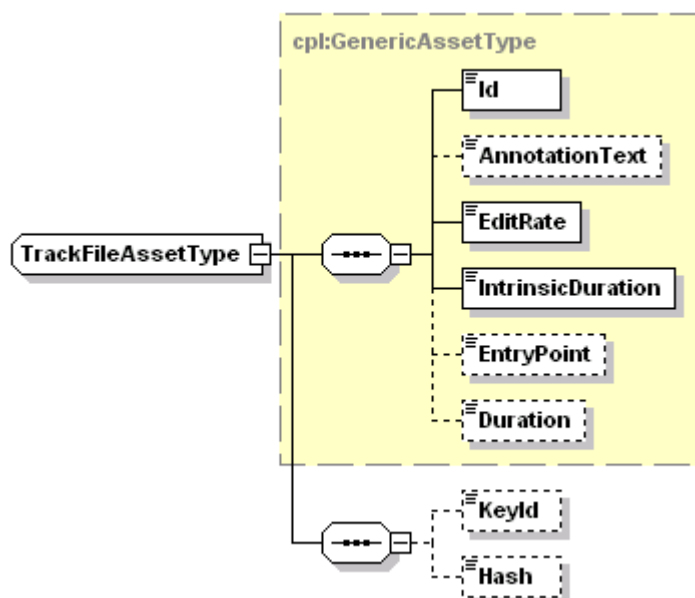 cpl:GenericAssetType
Id
AnnotationText
EditRate
TrackFileAssetType
IntrinsicDuration
EntryPoint
Duration
KeyId
Hash